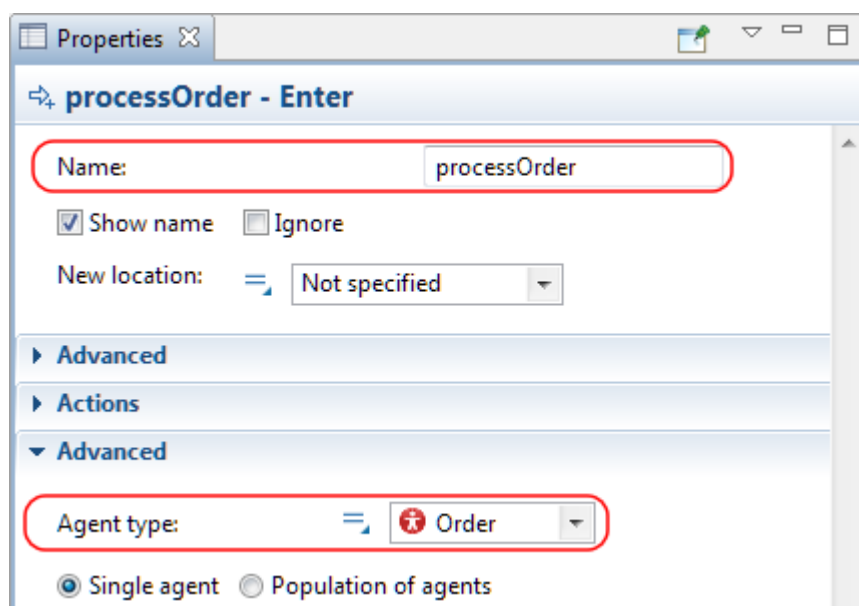 Properties
processOrder - Enter
Name: processOrder
Show name Ignore
New location: Not specified
Advanced
Actions
Advanced
Agent type: Order
Single agent Population of agents